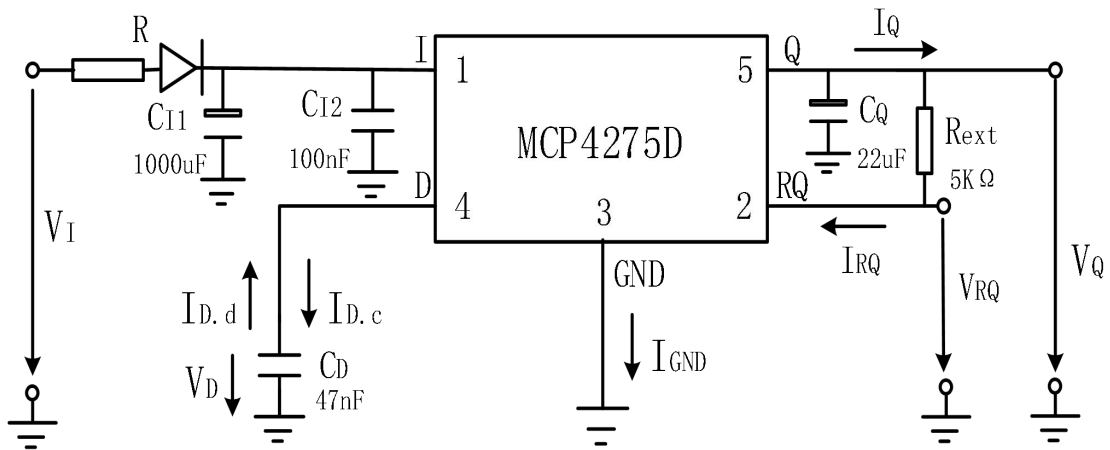 R
I
1
5
Q
IQ
CI1
1000uF
CI2
100nF
MCP4275D
CQ
22uF
Rext
5KΩ
D
4
3
2
RQ
IRQ
VI
GND
VRQ
VQ
ID.d
ID.c
IGND
VD
CD
47nF